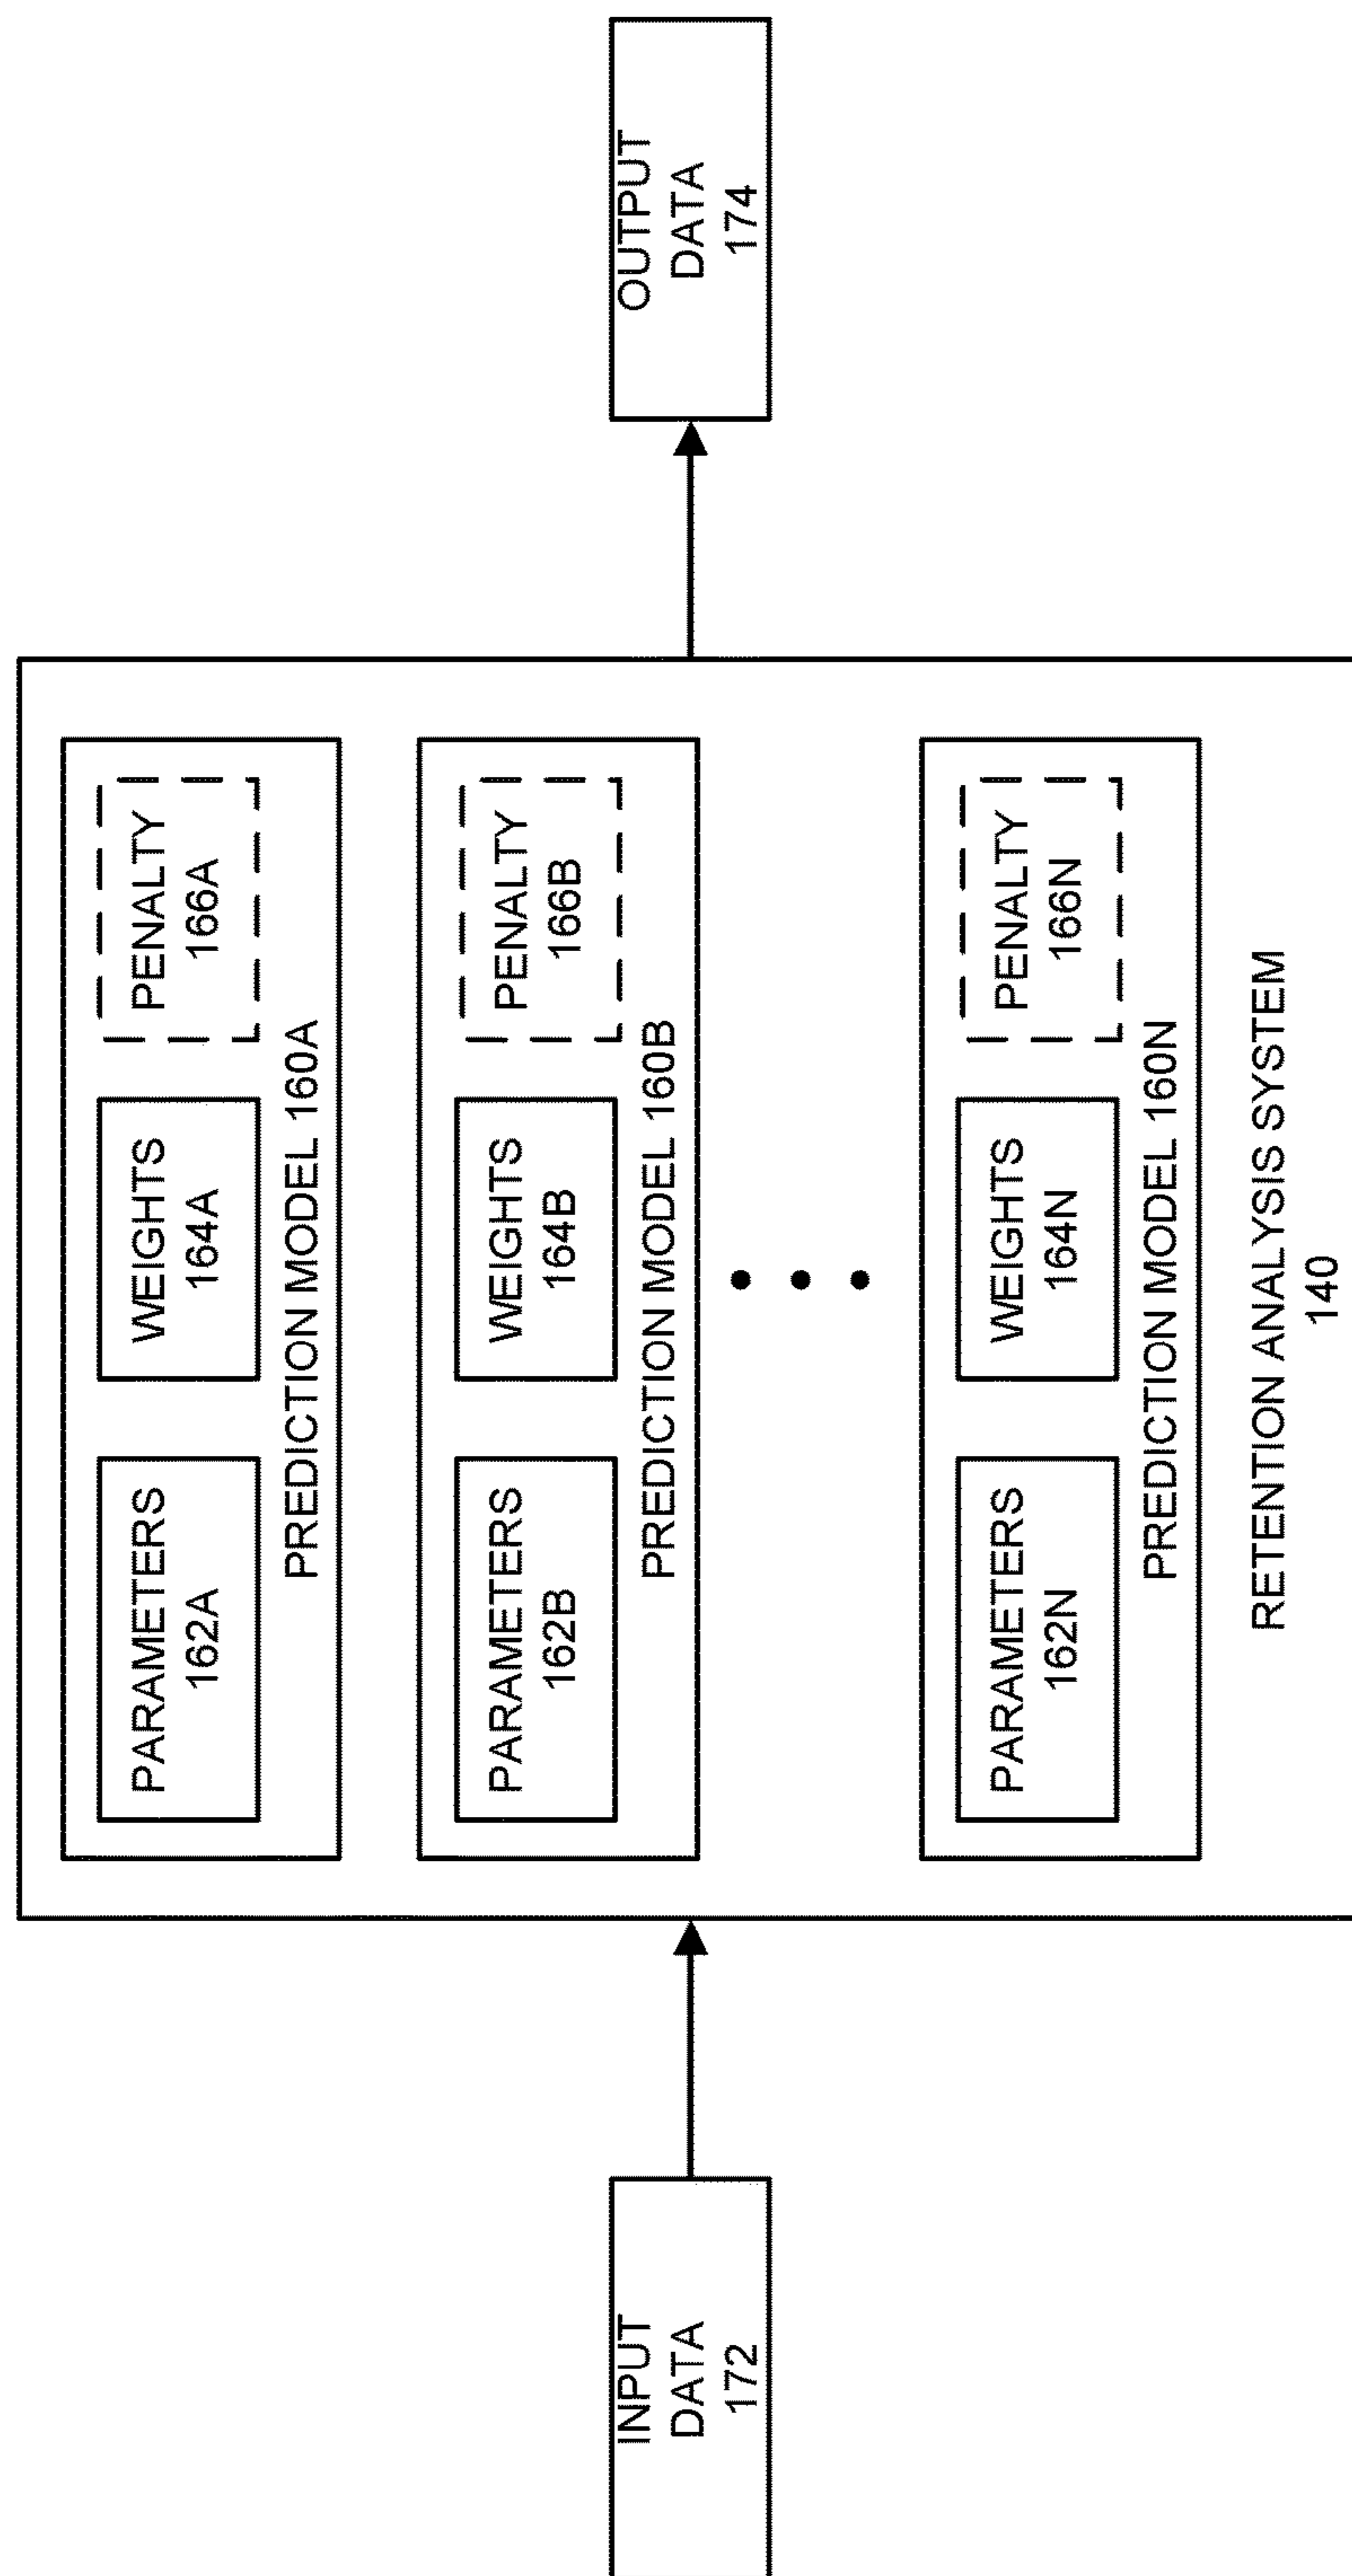 INPUT
DATA
172
PARAMETERS
162A
WEIGHTS
164A
PENALTY
166A
PREDICTION MODEL 160A
PARAMETERS
162B
WEIGHTS
164B
PENALTY
166B
PREDICTION MODEL 160B
PARAMETERS
162N
WEIGHTS
164N
PENALTY
166N
PREDICTION MODEL 160N
RETENTION ANALYSIS SYSTEM
140
OUTPUT
DATA
174